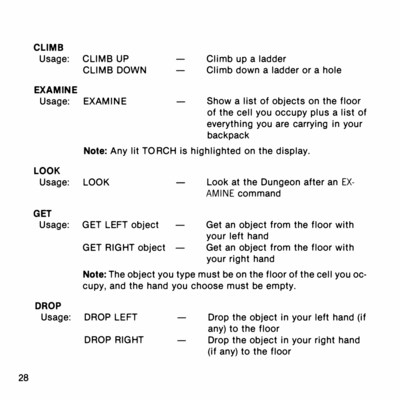 CLIMB
Usage: CLIMB UP — Climb up a ladder
CLIMB DOWN — Climb down a ladder or a hole
EXAMINE
Usage: EXAMINE — Show a list of objects on the floor
of the cell you occupy plus a list of
everything you are carrying in your
backpack
Note: Any lit TORCH is highlighted on the display.
LOOK
Usage: LOOK — Look at the Dungeon after an EX-
AMINE command
GET
Usage: GET LEFT object — Get an object from the floor with
your left hand
GET RIGHT object — Get an object from the floor with
your right hand
Note: The object you type must be on the floor of the cell you oc-
cupy, and the hand you choose must be empty.
DROP
Usage: DROP LEFT — Drop the object in your left hand (if
any) to the floor
DROP RIGHT — Drop the object in your right hand
(if any) to the floor
28